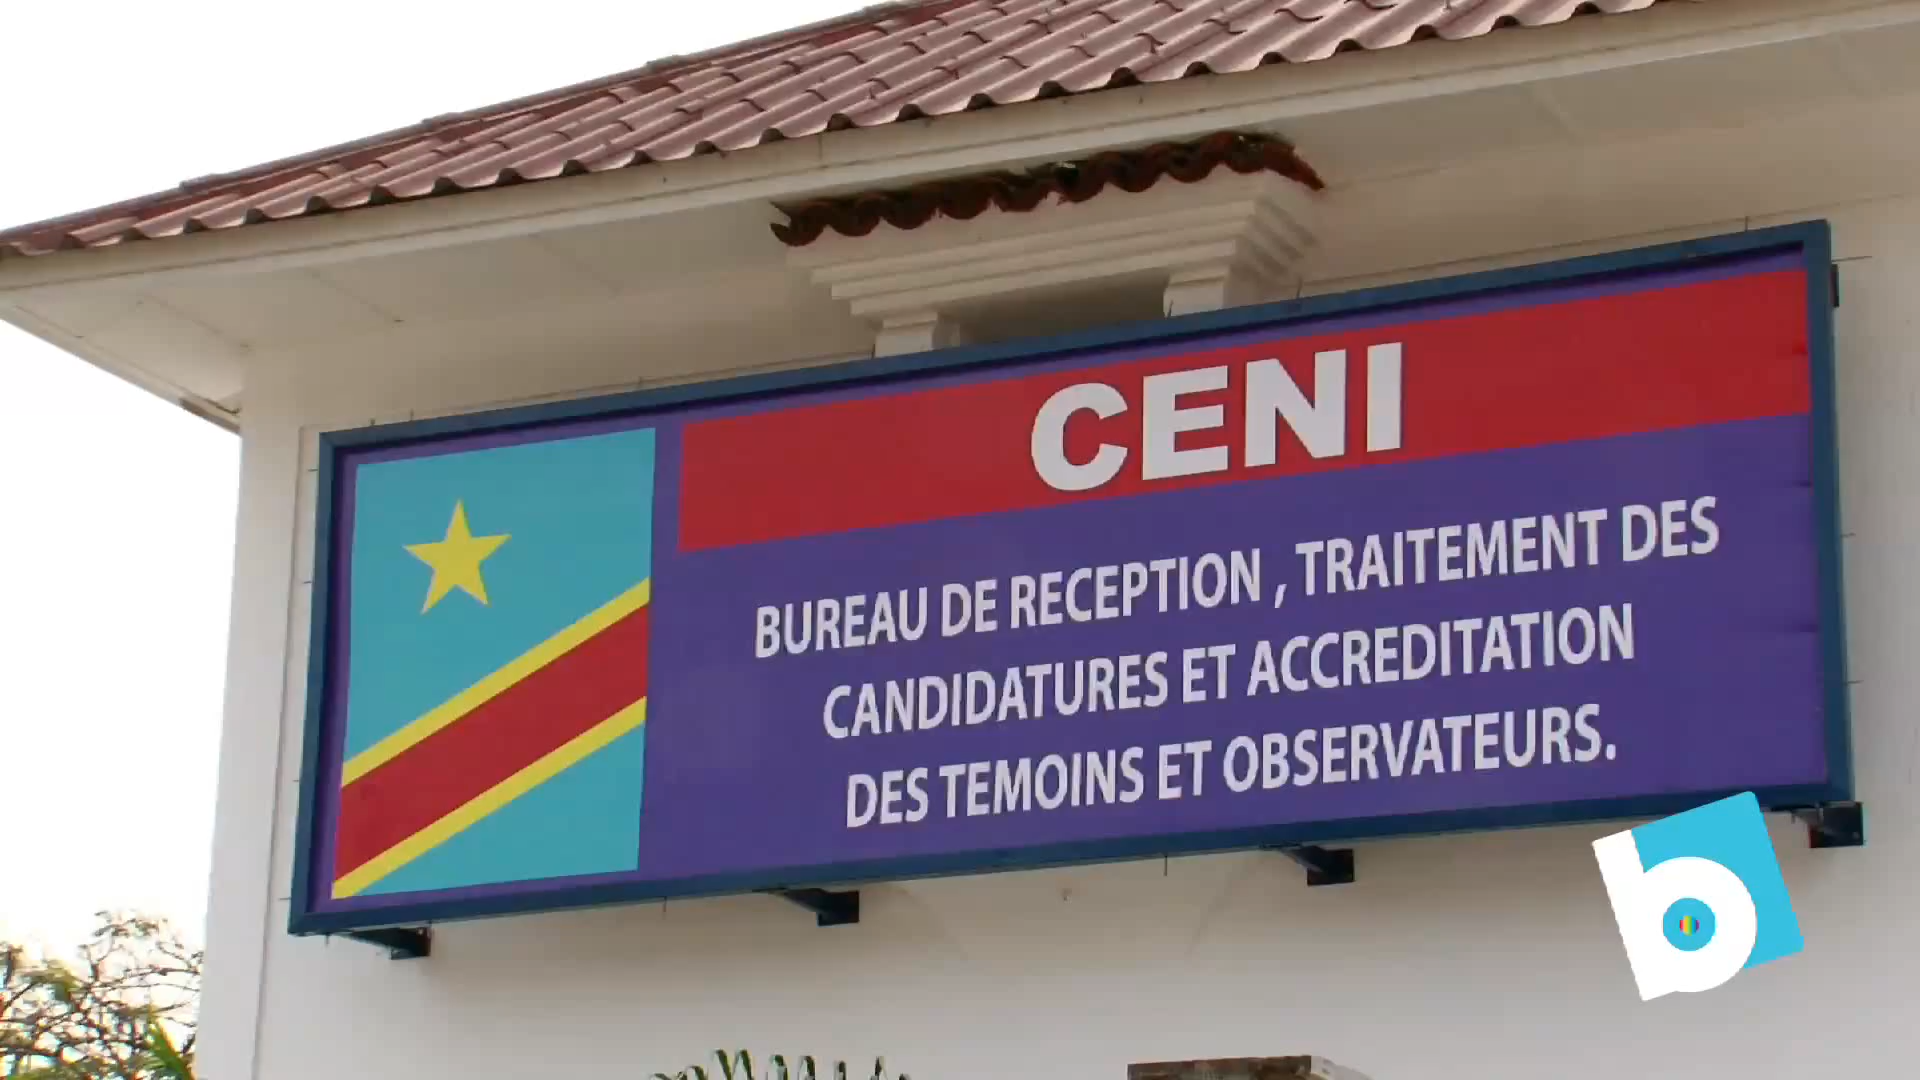 CENI
BUREAU DE RECEPTION , TRAITEMENT DES
CANDIDATURES ET ACCREDITATION
DES TEMOINS ET OBSERVATEURS.
b